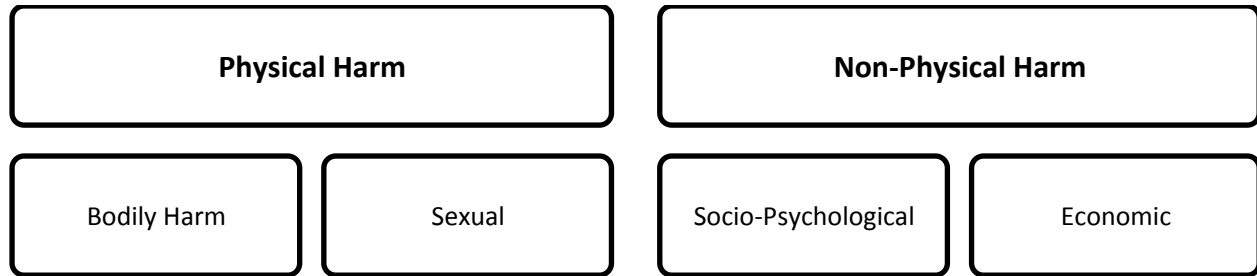 Physical Harm
Non-Physical Harm
Bodily Harm
Sexual
Socio-Psychological
Economic